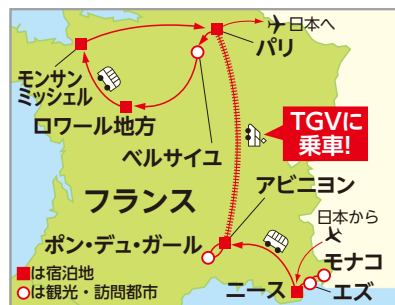 日本へ
パリ
モンサン
ミッシェル
ロワール地方
ベルサイユ
TGVに
乗車!
フランス
アビニヨン
日本から
ポン・デュ・ガール
モナコ
ニース
エズ
■は宿泊地
○は観光・訪問都市